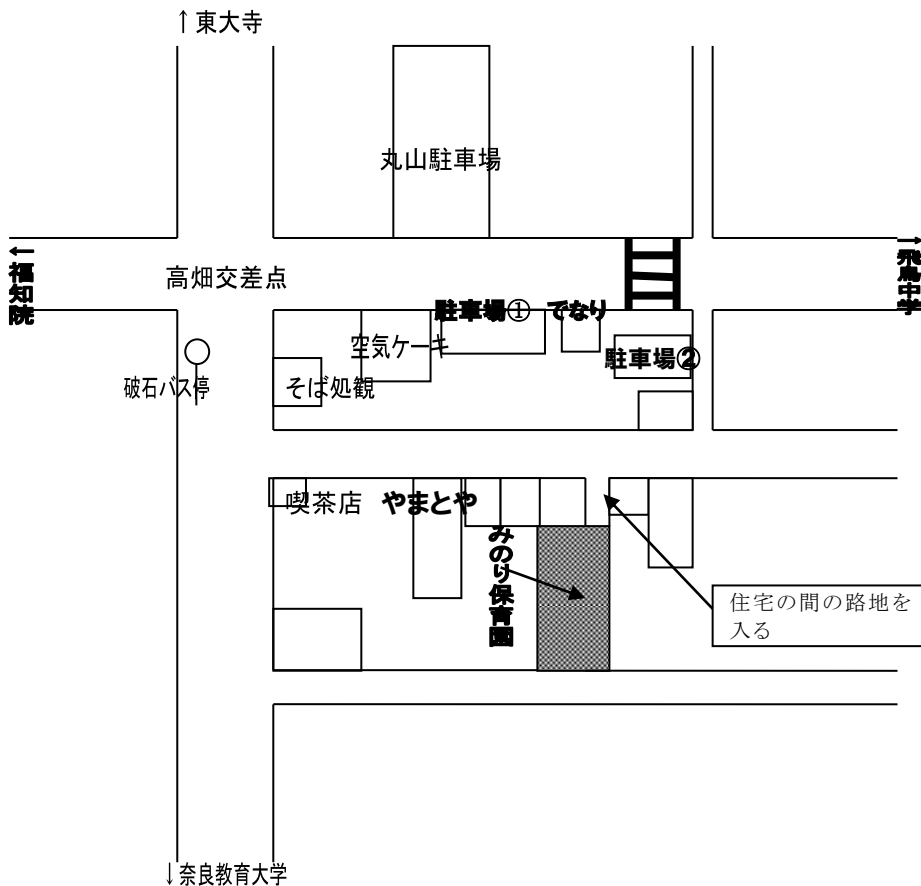 ↑ 東大寺
丸山駐車場
←福知院
高畑交差点
→飛鳥中学
駐車場① でなり
空気ケーキ
駐車場②
破石バス停
そば処観
喫茶店
やまとや
みのり保育園
住宅の間の路地を
入る
↓奈良教育大学